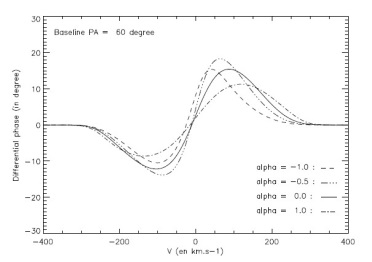 30
Baseline PA = 60 degree
20
10
0
−10
−20
−30
Differential phase (in degree)
alpha = −1.0 :
alpha = −0.5 :
alpha = 0.0 :
alpha = 1.0 :
−400 −200 0 200 400
V (en km.s−1)